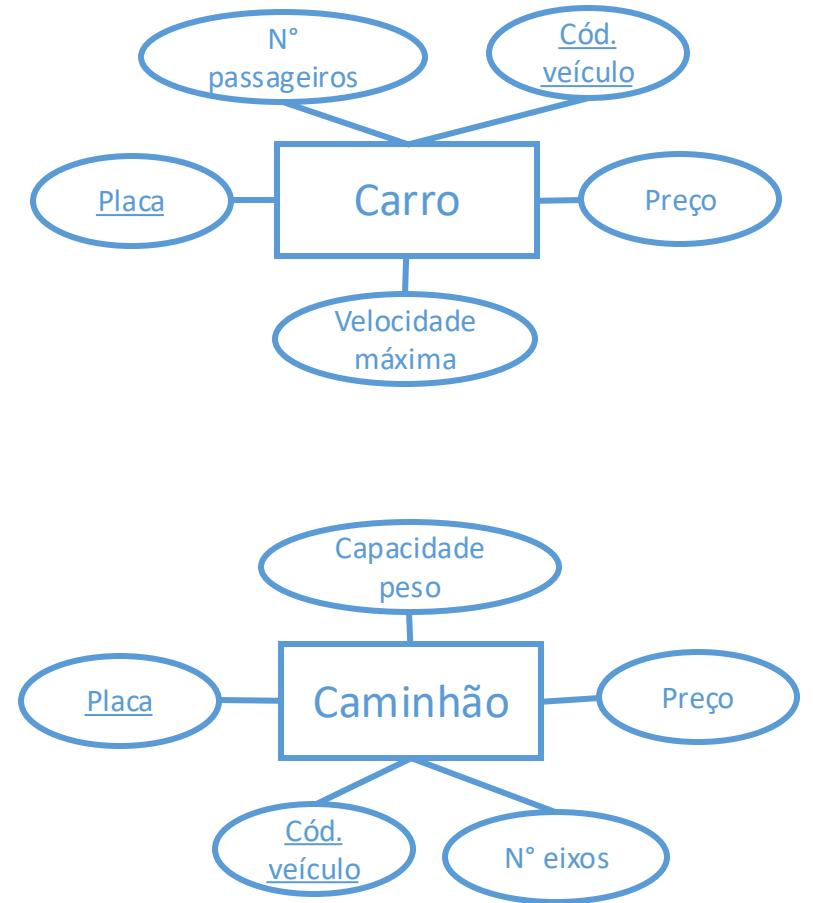 N°
passageiros
Cód.
veículo
Placa
Carro
Preço
Velocidade
máxima
Capacidade
peso
Placa
Caminhão
Preço
Cód.
veículo
N° eixos